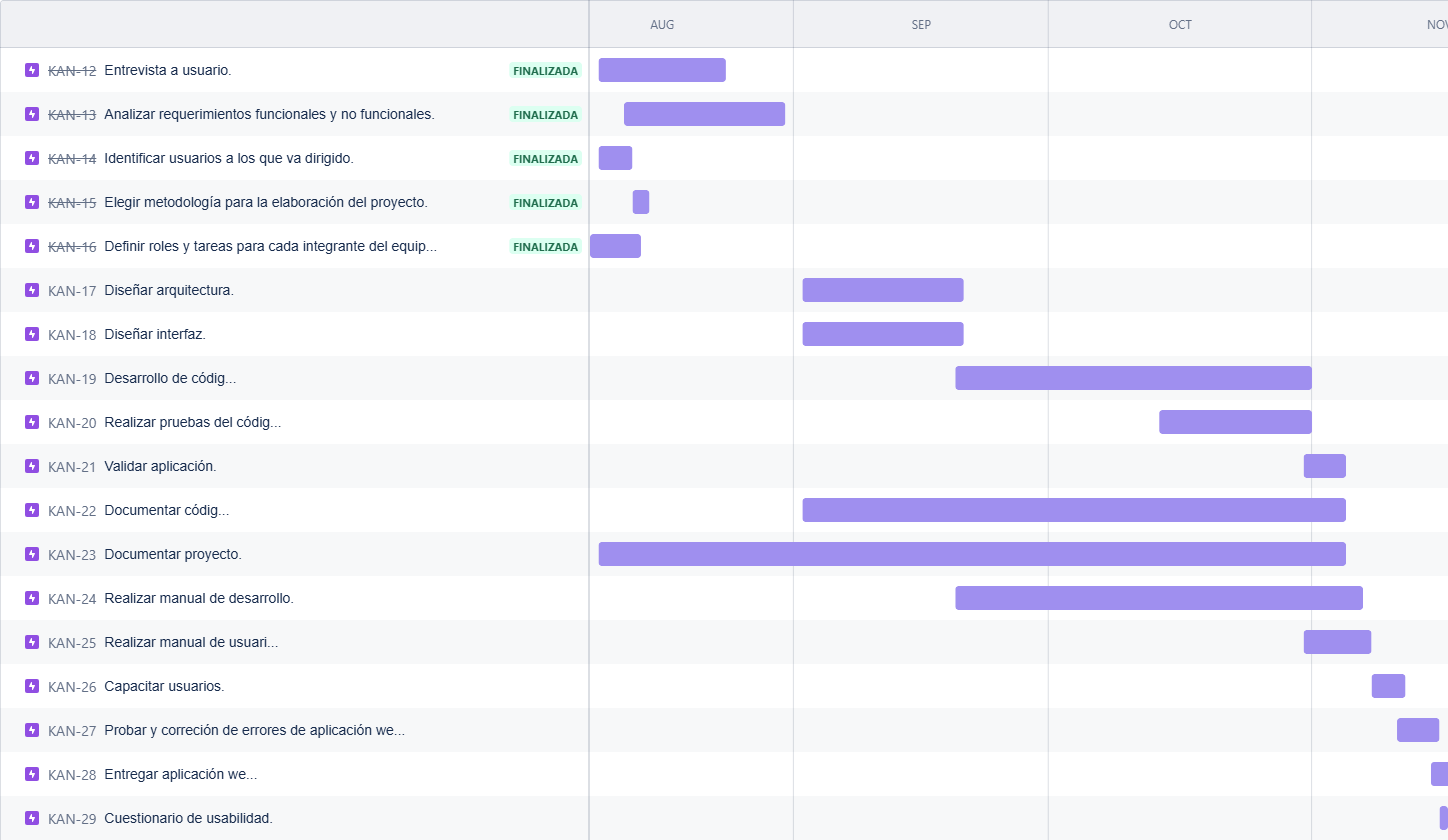 AUG SEP OCT NOV
KAN-12 Entrevista a usuario. FINALIZADA
KAN-13 Analizar requerimientos funcionales y no funcionales. FINALIZADA
KAN-14 Identificar usuarios a los que va dirigido. FINALIZADA
KAN-15 Elegir metodología para la elaboración del proyecto. FINALIZADA
KAN-16 Definir roles y tareas para cada integrante del equip... FINALIZADA
KAN-17 Diseñar arquitectura.
KAN-18 Diseñar interfaz.
KAN-19 Desarrollo de códig...
KAN-20 Realizar pruebas del códig...
KAN-21 Validar aplicación.
KAN-22 Documentar códig...
KAN-23 Documentar proyecto.
KAN-24 Realizar manual de desarrollo.
KAN-25 Realizar manual de usuari...
KAN-26 Capacitar usuarios.
KAN-27 Probar y correción de errores de aplicación we...
KAN-28 Entregar aplicación we...
KAN-29 Cuestionario de usabilidad.